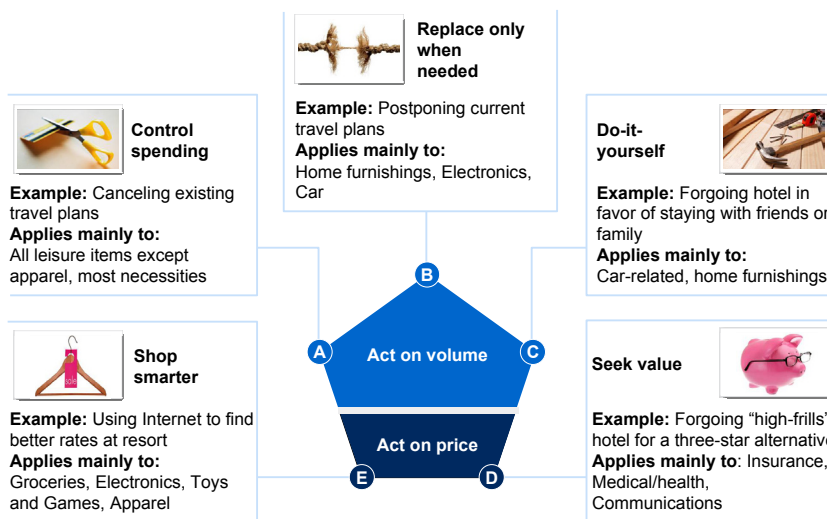 Replace only
when
needed
Example: Postponing current
travel plans
Applies mainly to:
Home furnishings, Electronics,
Car
Control
spending
Example: Canceling existing
travel plans
Applies mainly to:
All leisure items except
apparel, most necessities
Do-it-
yourself
Example: Forgoing hotel in
favor of staying with friends or
family
Applies mainly to:
Car-related, home furnishings
B
A
Act on volume
C
Shop
smarter
Example: Using Internet to find
better rates at resort
Applies mainly to:
Groceries, Electronics, Toys
and Games, Apparel
sale
Seek value
Example: Forgoing “high-frills”
hotel for a three-star alternative
Applies mainly to: Insurance,
Medical/health,
Communications
Act on price
E
D